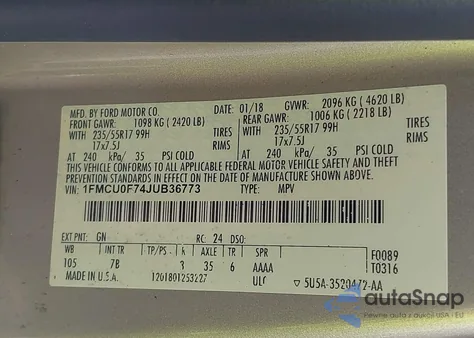 MFD. BY FORD MOTOR CO. DATE: 01/18 GVWR: 2096 KG ( 4620 LB)
FRONT GAWR: 1098 KG ( 2420 LB) REAR GAWR: 1006 KG ( 2218 LB)
WITH 235/55R17 99H TIRES WITH 235/55R17 99H TIRES
17x7.5J RIMS 17x7.5J RIMS
AT 240 kPa/ 35 PSI COLD AT 240 kPa/ 35 PSI COLD
THIS VEHICLE CONFORMS TO ALL APPLICABLE FEDERAL MOTOR VEHICLE SAFETY AND THEFT
PREVENTION STANDARDS IN EFFECT ON THE DATE OF MANUFACTURE SHOWN ABOVE.
VIN: 1FMCU0F74JUB36773 TYPE: MPV
EXT PNT: GN RC: 24 DSO:
WB INT TR TP/PS R AXLE TR SPR F0089
105 7B 3 35 6 AAAA T0316
MADE IN U.S.A. 1201801253227 ULC 5U5A-3520472-AA
autaSnap